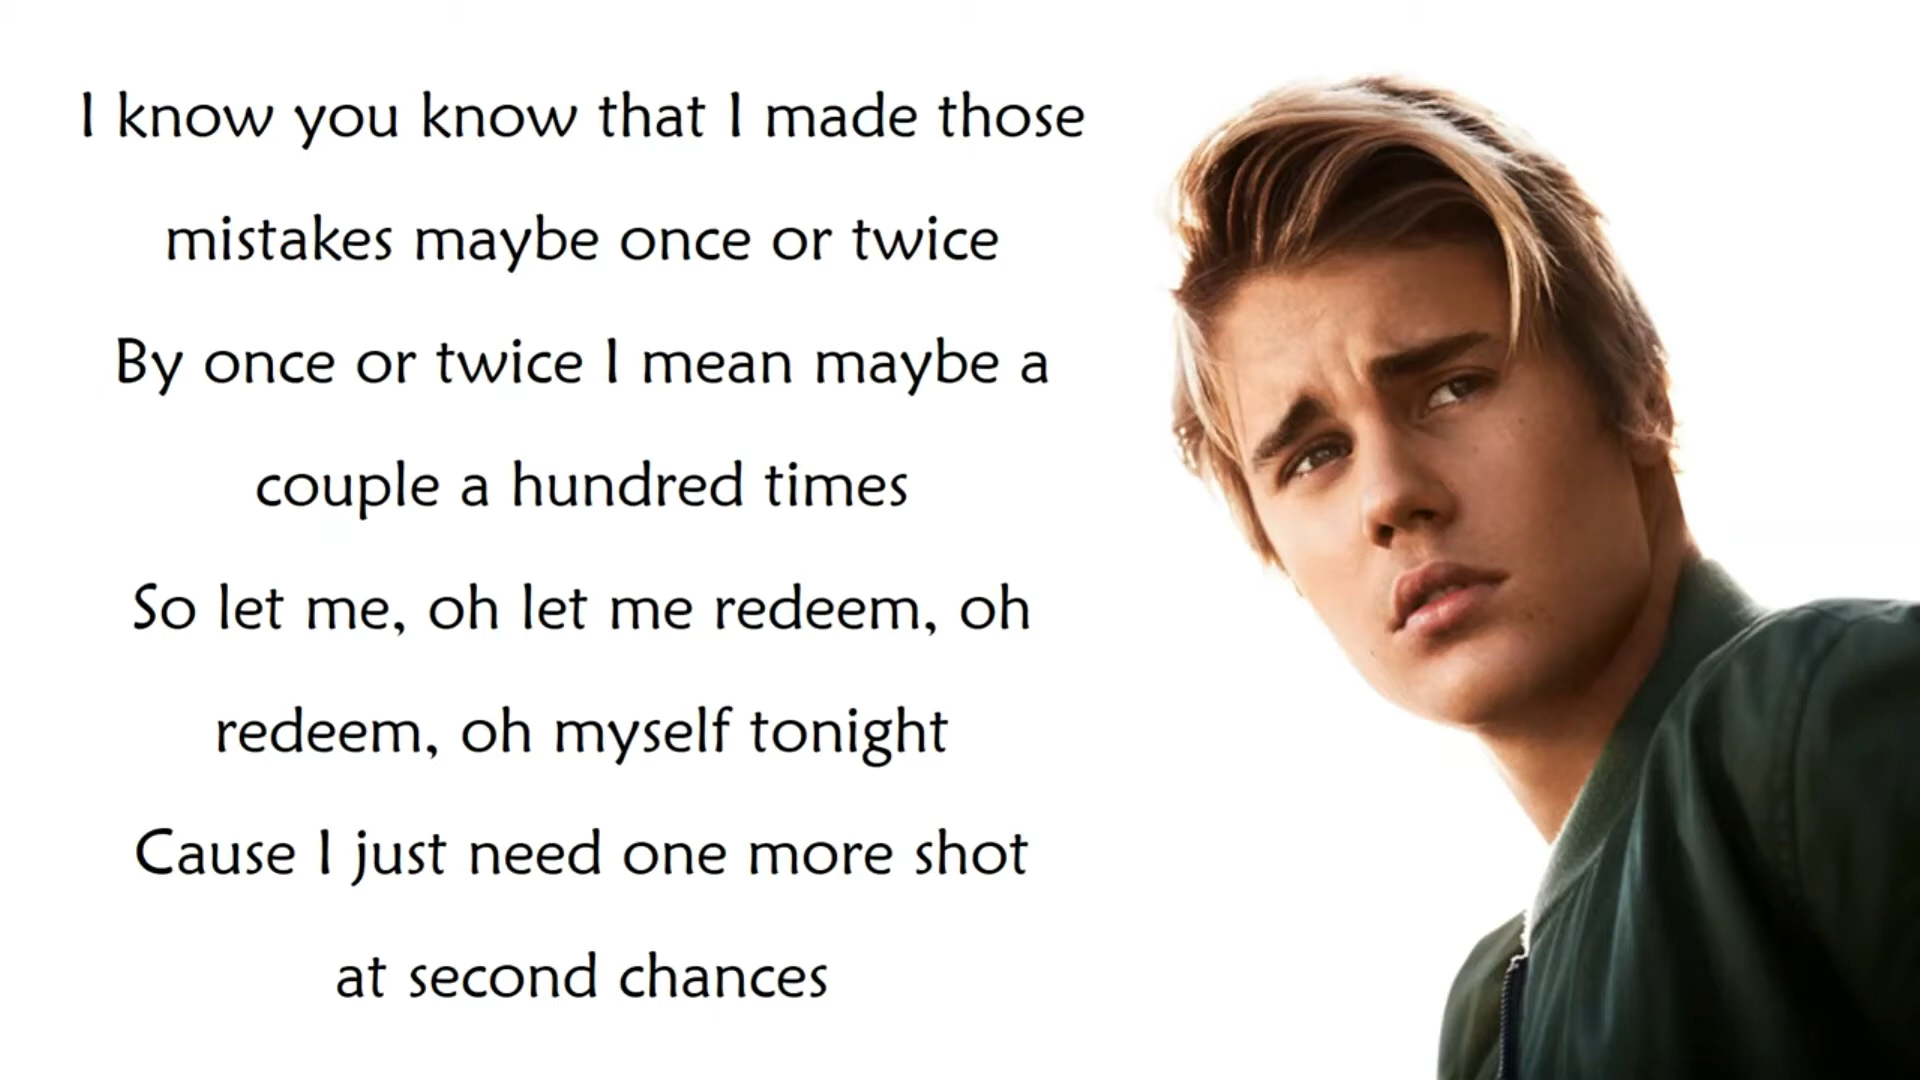 I know you know that I made those
mistakes maybe once or twice
By once or twice I mean maybe a
couple a hundred times
So let me, oh let me redeem, oh
redeem, oh myself tonight
Cause I just need one more shot
at second chances